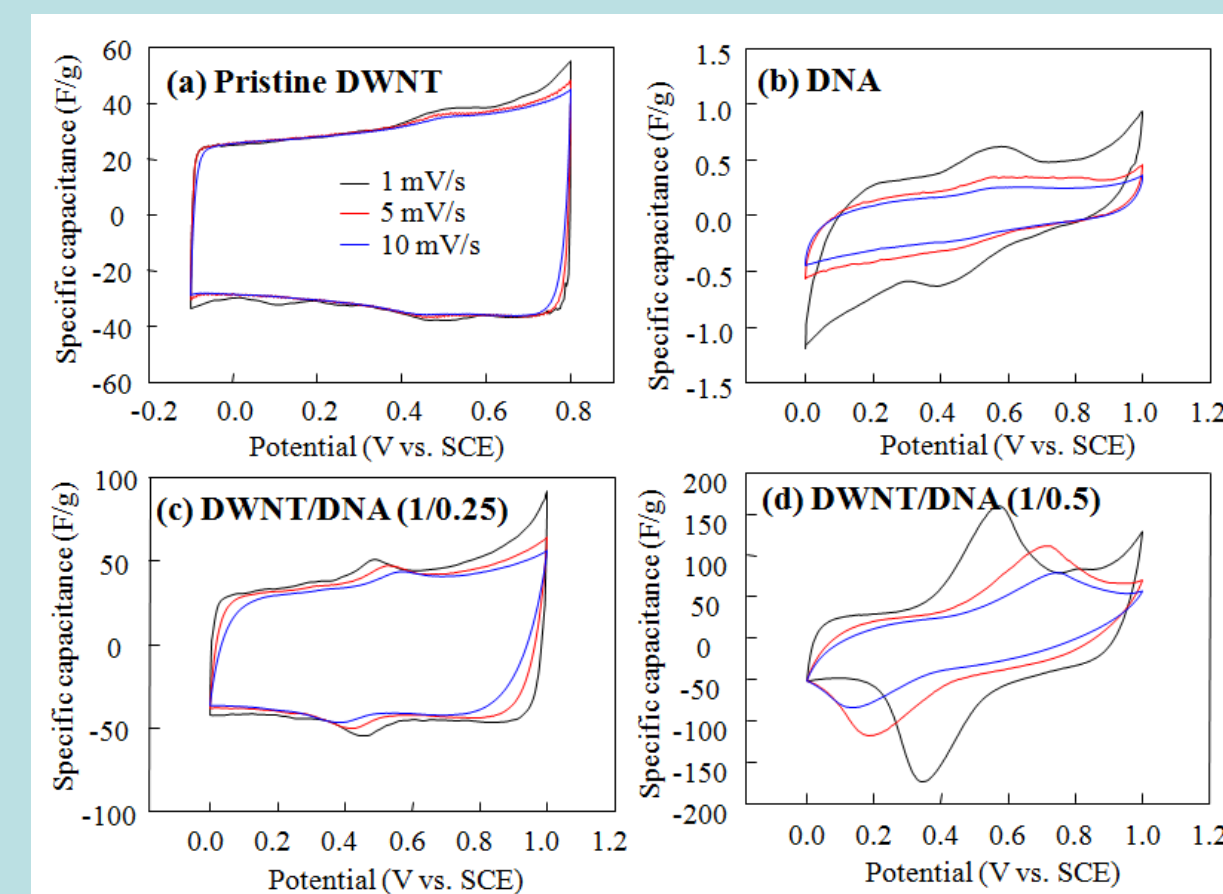 (a) Pristine DWNT
Specific capacitance (F/g)
60
40
20
0
-20
-40
-60
1 mV/s
5 mV/s
10 mV/s
-0.2 0.0 0.2 0.4 0.6 0.8
Potential (V vs. SCE)
(b) DNA
Specific capacitance (F/g)
1.5
1.0
0.5
0.0
-0.5
-1.0
-1.5
0.0 0.2 0.4 0.6 0.8 1.0 1.2
Potential (V vs. SCE)
(c) DWNT/DNA (1/0.25)
Specific capacitance (F/g)
100
50
0
-50
-100
0.0 0.2 0.4 0.6 0.8 1.0 1.2
Potential (V vs. SCE)
(d) DWNT/DNA (1/0.5)
Specific capacitance (F/g)
200
150
100
50
0
-50
-100
-150
-200
0.0 0.2 0.4 0.6 0.8 1.0 1.2
Potential (V vs. SCE)